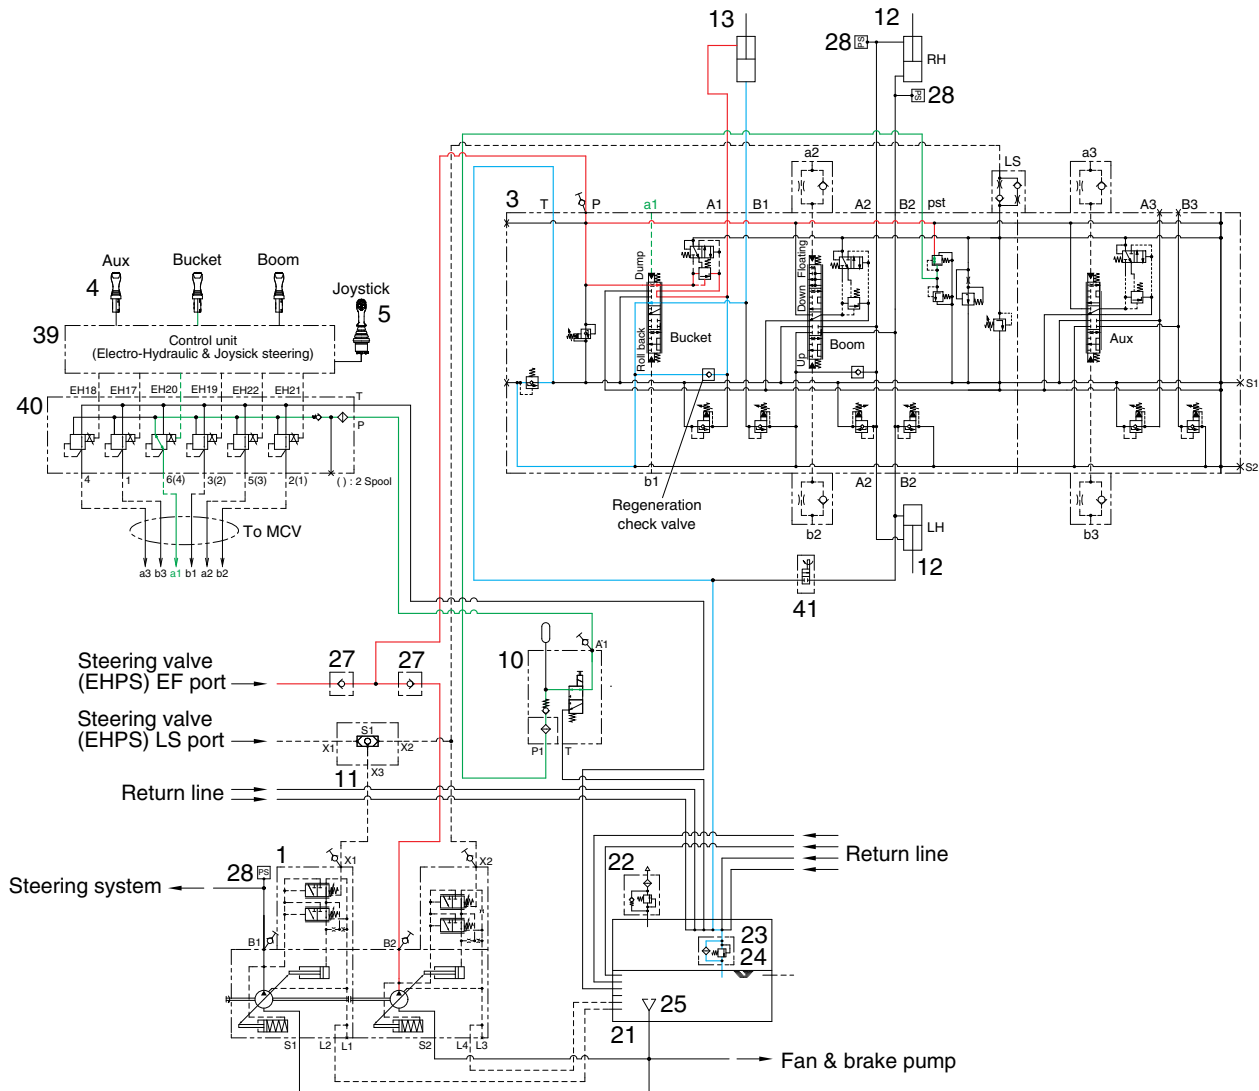 13
12
28
PS
RH
PS
28
a2
LS
a3
3
T
P
a1
A1
B1
A2
B2
pst
A3
B3
Aux
Bucket
Boom
4
Joystick
5
39
Control unit
(Electro-Hydraulic & Joysick steering)
EH18
EH17
EH20
EH19
EH22
EH21
40
T
P
4
1
6(4)
3(2)
5(3)
2(1)
( ) : 2 Spool
To MCV
a3
b3
a1
b1
a2
b2
Dump
Roll back
Bucket
Down
Floating
Up
Boom
Aux
S1
S2
b1
A2
B2
Regeneration
check valve
b2
b3
LH
12
41
Steering valve
(EHPS) EF port
27
27
10
A1
P1
T
Steering valve
(EHPS) LS port
X1
S1
X2
X3
11
Return line
Return line
1
28
PS
X1
X2
Steering system
B1
B2
22
23
24
25
21
S1
L2
L1
S2
L4
L3
Fan & brake pump